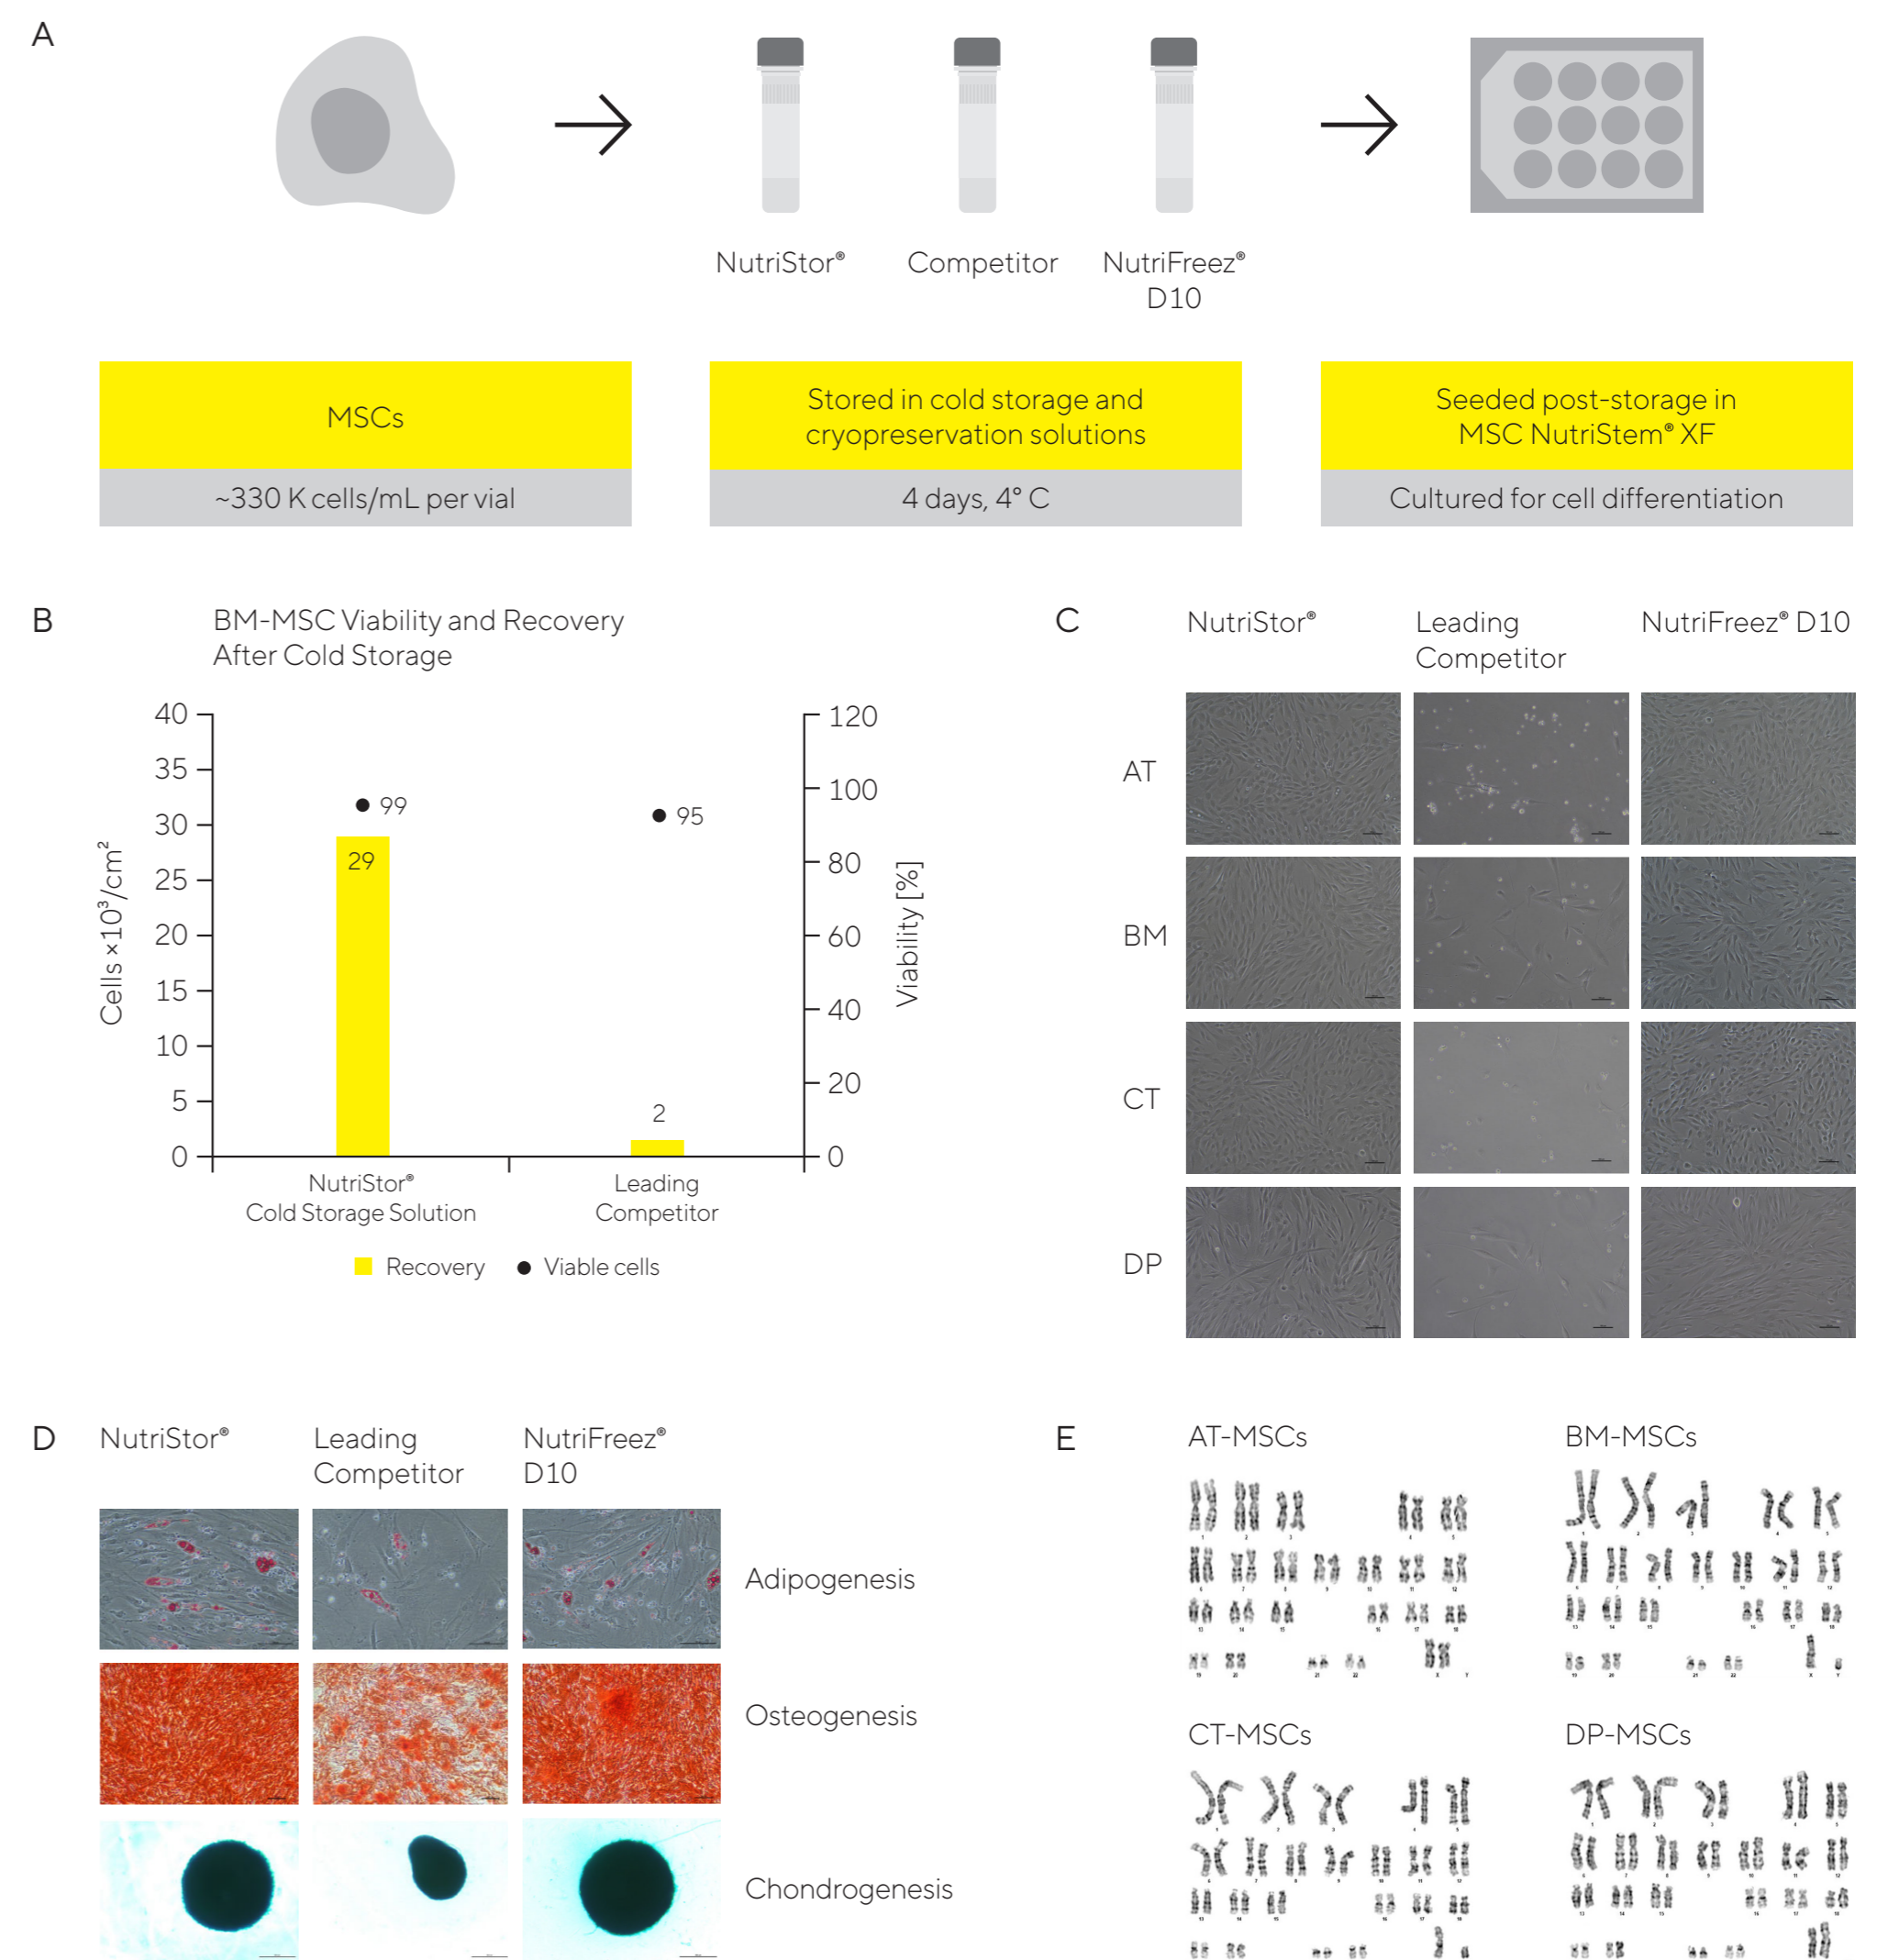 A
NutriStor®
Competitor
NutriFreez®
D10
MSCs
~330 K cells/mL per vial
Stored in cold storage and
cryopreservation solutions
4 days, 4° C
Seeded post-storage in
MSC NutriStem® XF
Cultured for cell differentiation
B
BM-MSC Viability and Recovery
After Cold Storage
Cells ×10³/cm²
40
35
30
25
20
15
10
5
0
99
29
95
2
120
100
80
60
40
20
0
Viability [%]
NutriStor®
Cold Storage Solution
Leading
Competitor
Recovery
Viable cells
C
NutriStor®
Leading
Competitor
NutriFreez® D10
AT
BM
CT
DP
D
NutriStor®
Leading
Competitor
NutriFreez®
D10
Adipogenesis
Osteogenesis
Chondrogenesis
E
AT-MSCs
BM-MSCs
CT-MSCs
DP-MSCs